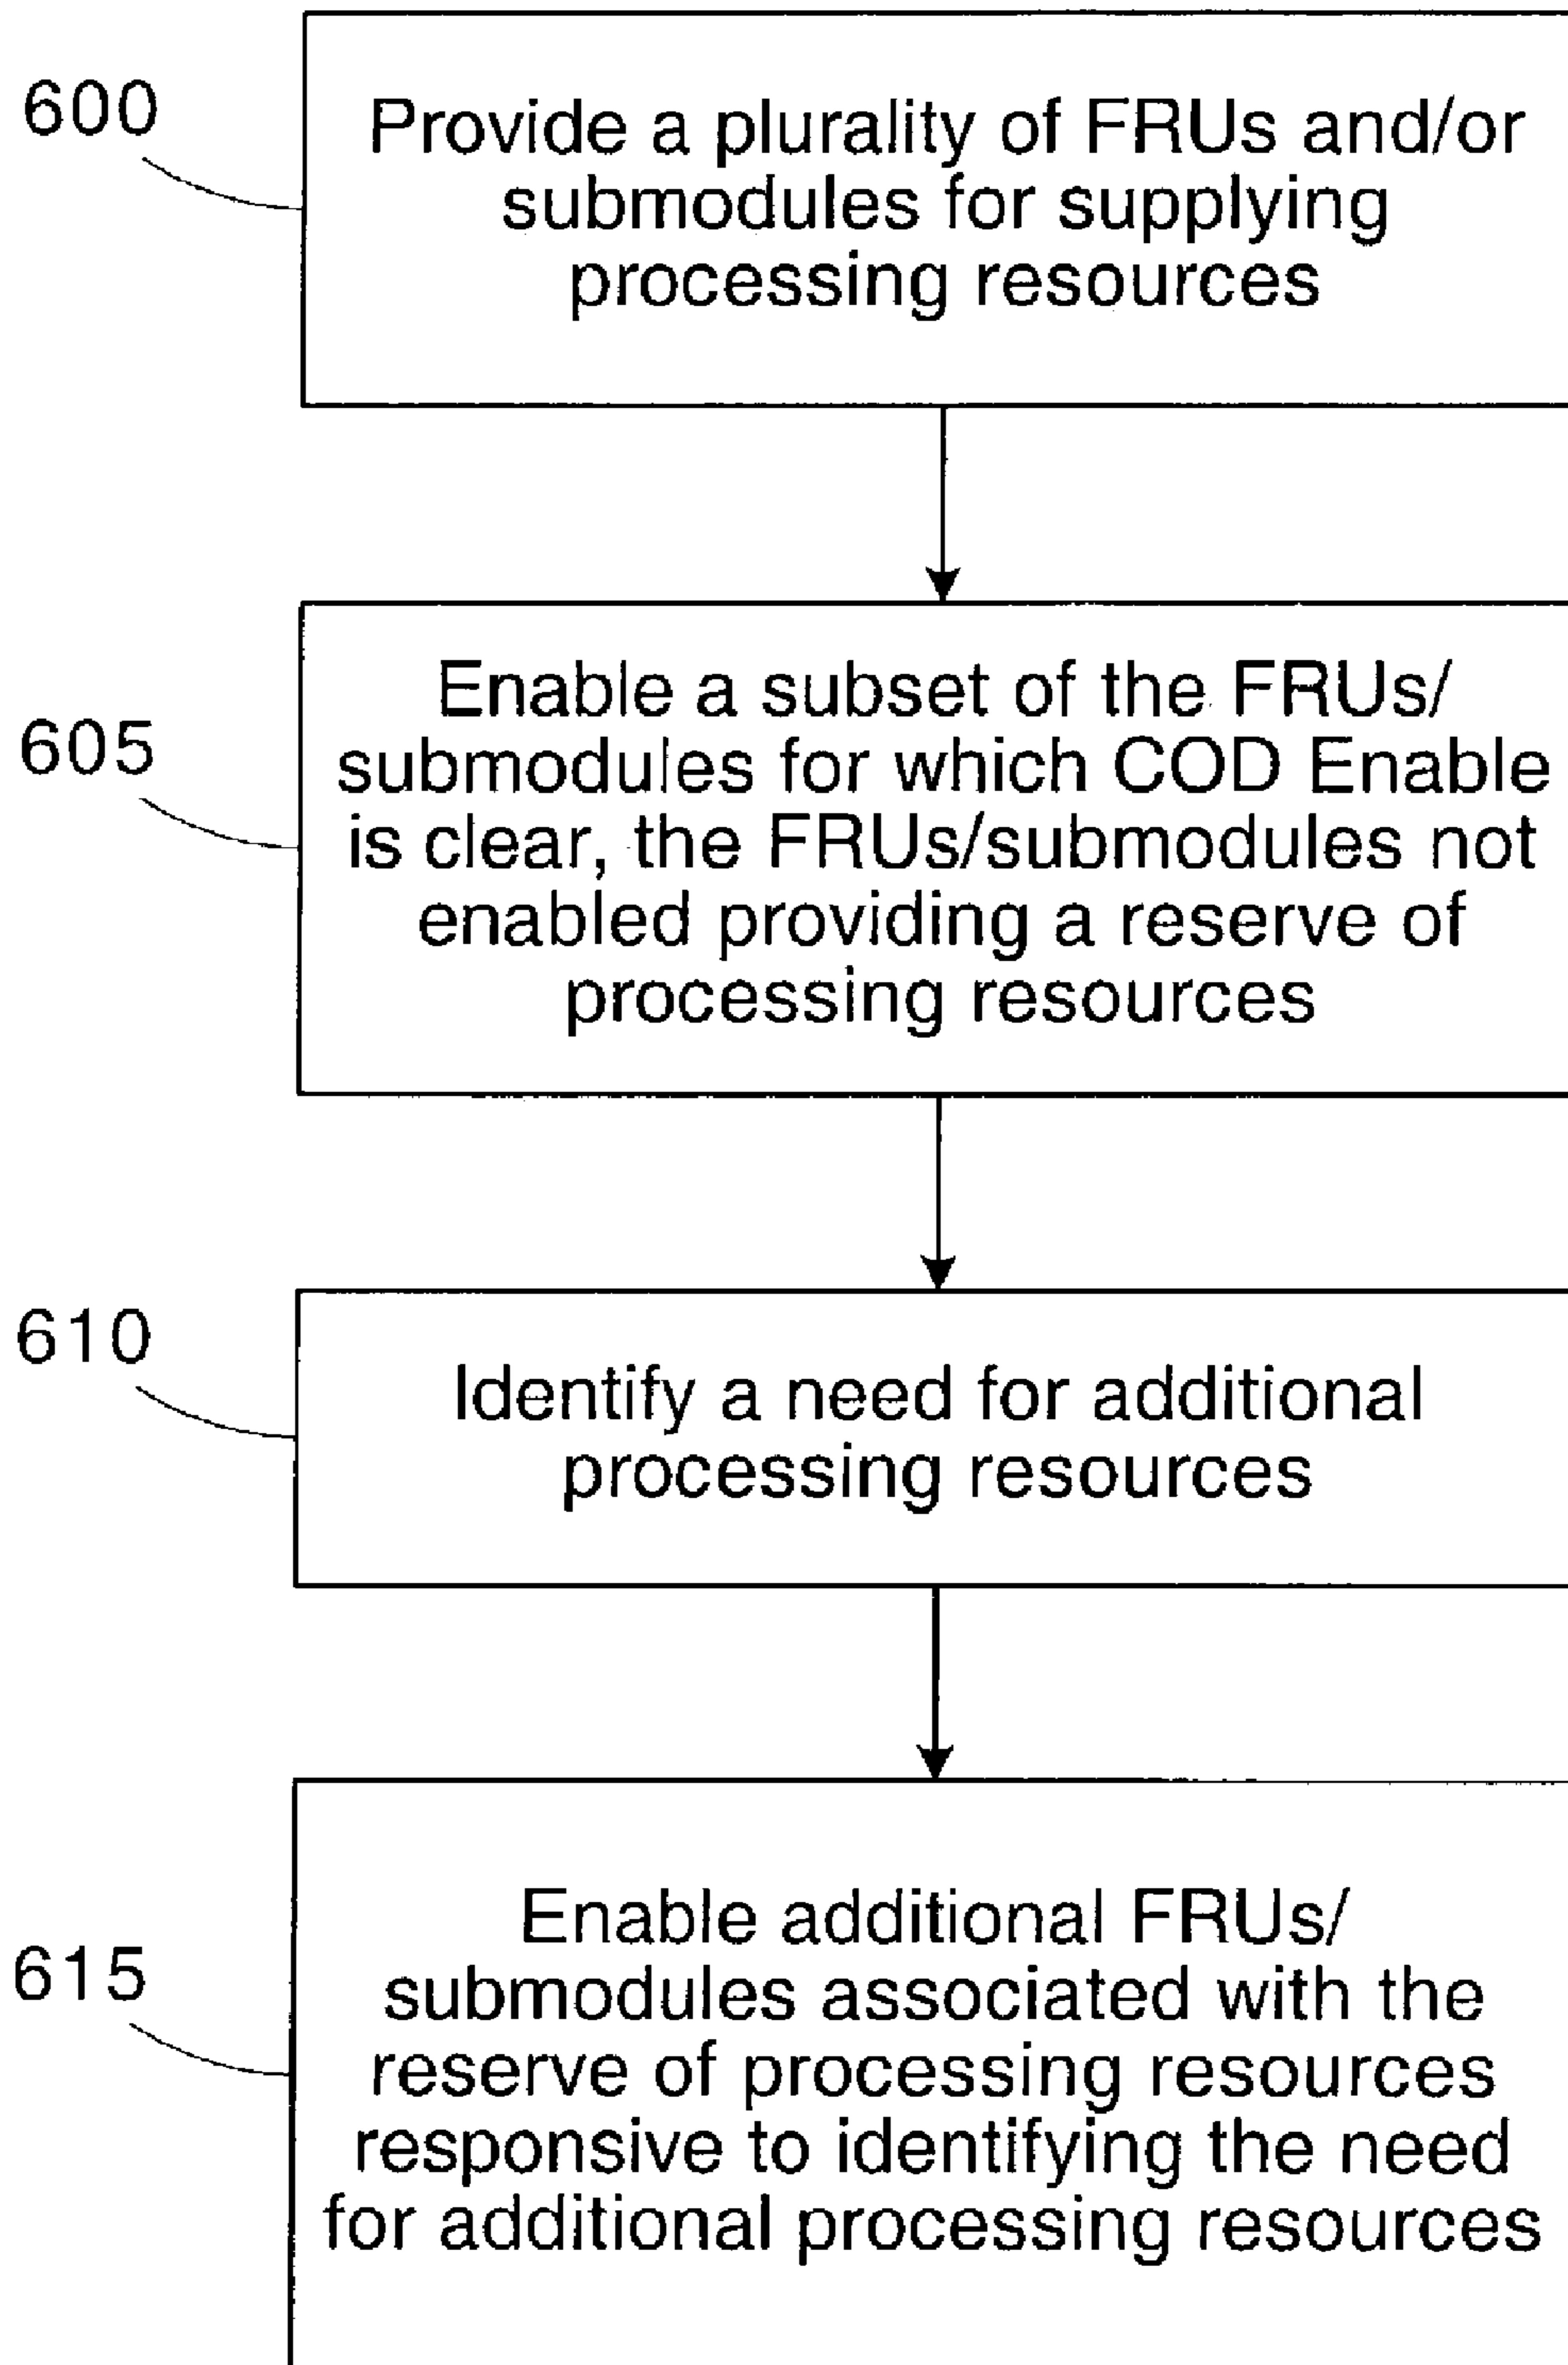 600
Provide a plurality of FRUs and/or
submodules for supplying
processing resources
605
Enable a subset of the FRUs/
submodules for which COD Enable
is clear, the FRUs/submodules not
enabled providing a reserve of
processing resources
610
Identify a need for additional
processing resources
615
Enable additional FRUs/
submodules associated with the
reserve of processing resources
responsive to identifying the need
for additional processing resources